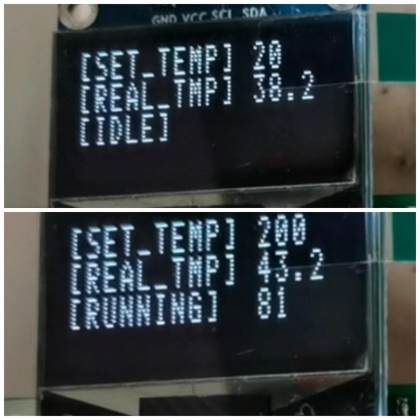 GND VCC SCL SDA
[SET_TEMP] 20
[REAL_TMP] 38.2
[IDLE]
[SET_TEMP] 200
[REAL_TMP] 43.2
[RUNNING] 81